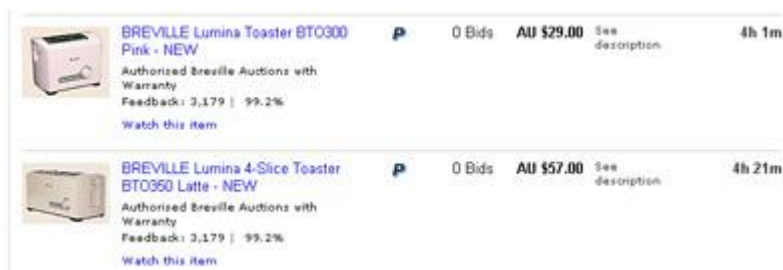 BREVILLE Lumina Toaster BTO300
Pink - NEW
0 Bids
AU $29.00
See
description
4h 1m
Authorised Breville Auctions with
Warranty
Feedback: 3,179 | 99.2%
Watch this item
BREVILLE Lumina 4-Slice Toaster
BTO350 Latte - NEW
0 Bids
AU $57.00
See
description
4h 21m
Authorised Breville Auctions with
Warranty
Feedback: 3,179 | 99.2%
Watch this item